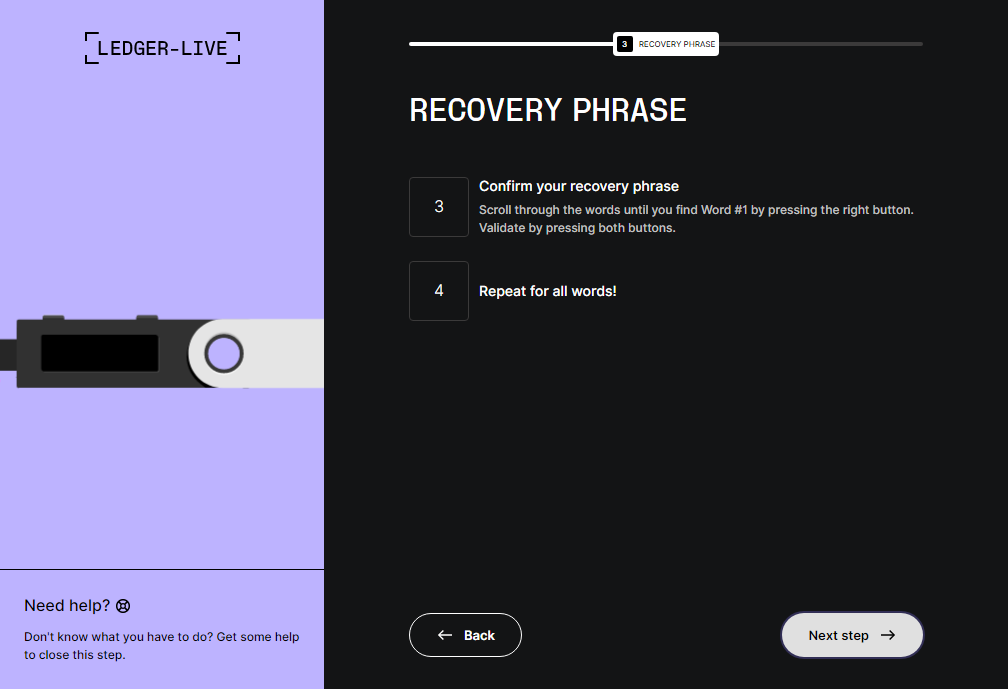 LEDGER-LIVE
3 RECOVERY PHRASE
RECOVERY PHRASE
3
Confirm your recovery phrase
Scroll through the words until you find Word #1 by pressing the right button.
Validate by pressing both buttons.
4
Repeat for all words!
Need help?
Don't know what you have to do? Get some help
to close this step.
Back
Next step